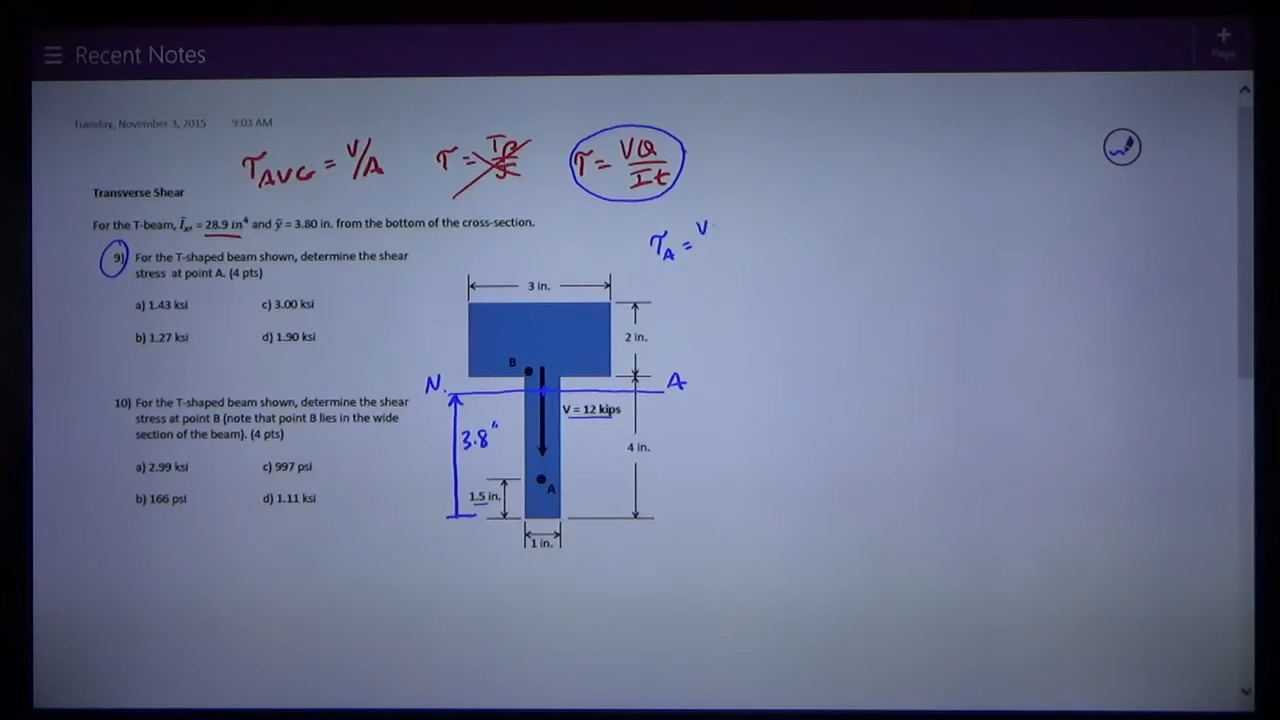 Recent Notes
Page
Tuesday, November 3, 2015 9:03 AM
τ_AVG = V/A τ = Tρ/J τ = VQ/It
Transverse Shear
For the T-beam, Ī_x' = 28.9 in⁴ and ȳ = 3.80 in. from the bottom of the cross-section.
τ_A = V
9) For the T-shaped beam shown, determine the shear
stress at point A. (4 pts)
a) 1.43 ksi c) 3.00 ksi
b) 1.27 ksi d) 1.90 ksi
10) For the T-shaped beam shown, determine the shear
stress at point B (note that point B lies in the wide
section of the beam). (4 pts)
a) 2.99 ksi c) 997 psi
b) 166 psi d) 1.11 ksi
3 in.
2 in.
B
N. A
V = 12 kips
3.8"
4 in.
A
1.5 in.
1 in.